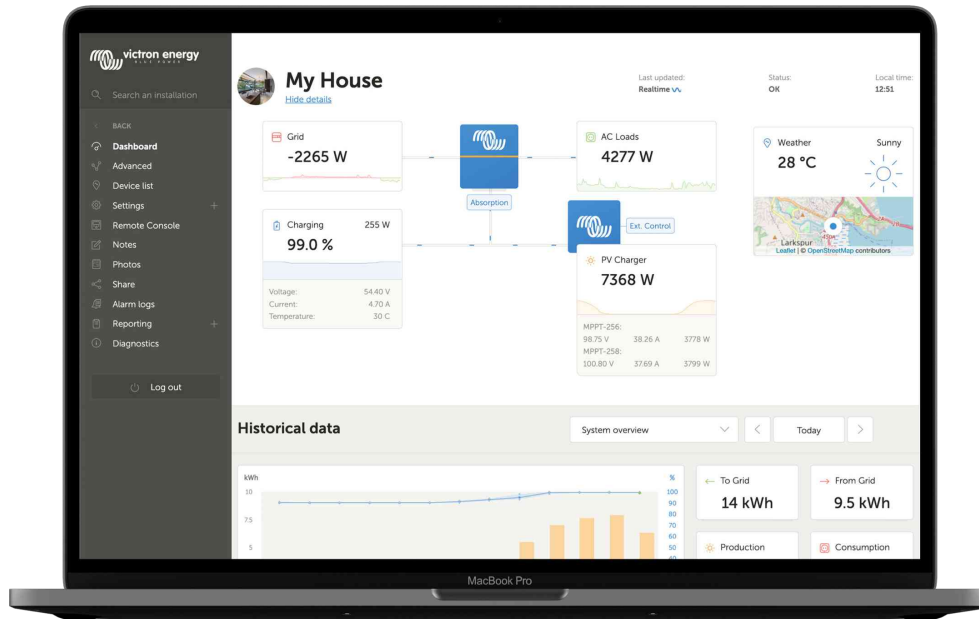 victron energy
BLUE POWER
Search an installation
BACK
Dashboard
Advanced
Device list
Settings +
Remote Console
Notes
Photos
Share
Alarm logs
Reporting +
Diagnostics
Log out
My House
Hide details
Last updated:
Realtime
Status:
OK
Local time:
12:51
Grid
-2265 W
AC Loads
4277 W
Absorption
Charging 255 W
99.0 %
Voltage: 54.40 V
Current: 4.70 A
Temperature: 30 C
Ext. Control
PV Charger
7368 W
MPPT-256:
98.75 V 38.26 A 3778 W
MPPT-258:
100.80 V 37.69 A 3799 W
Weather Sunny
28 °C
Larkspur
Leaflet | © OpenStreetMap contributors
Historical data
System overview
Today
kWh %
10 100
90
80
7.5
70
60
5 50
To Grid
14 kWh
From Grid
9.5 kWh
Production
Consumption
MacBook Pro